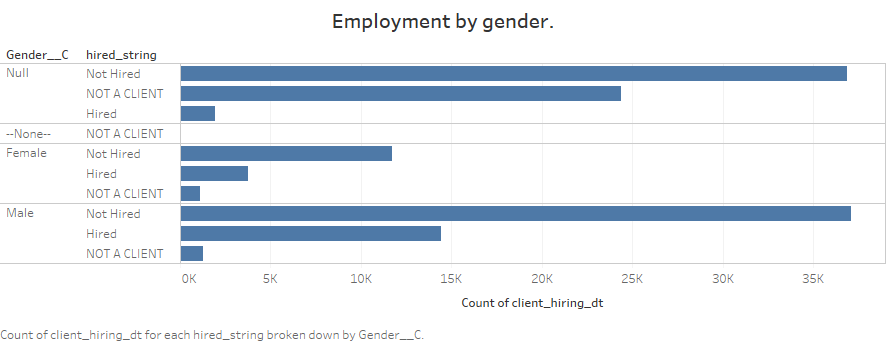 Employment by gender.
Gender__C hired_string
Null Not Hired
NOT A CLIENT
Hired
--None-- NOT A CLIENT
Female Not Hired
Hired
NOT A CLIENT
Male Not Hired
Hired
NOT A CLIENT
0K 5K 10K 15K 20K 25K 30K 35K
Count of client_hiring_dt
Count of client_hiring_dt for each hired_string broken down by Gender__C.